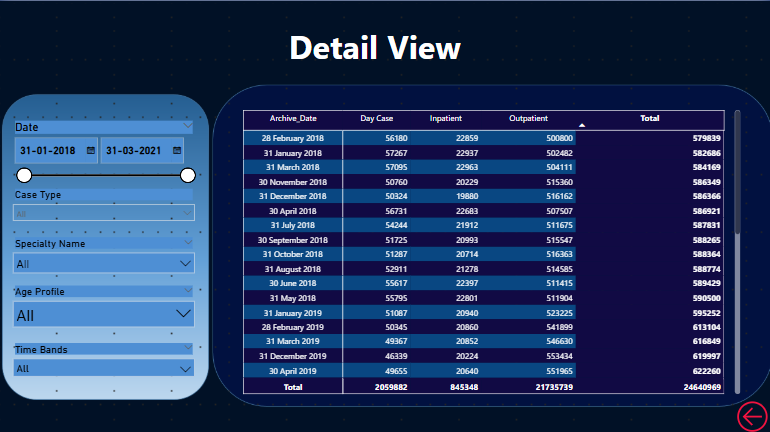 Detail View
Date
31-01-2018 31-03-2021
Case Type
All
Specialty Name
All
Age Profile
All
Time Bands
All
Archive_Date Day Case Inpatient Outpatient Total
28 February 2018 56180 22859 500800 579839
31 January 2018 57267 22937 502482 582686
31 March 2018 57095 22963 504111 584169
30 November 2018 50760 20229 515360 586349
31 December 2018 50324 19880 516162 586366
30 April 2018 56731 22683 507507 586921
31 July 2018 54244 21912 511675 587831
30 September 2018 51725 20993 515547 588265
31 October 2018 51287 20714 516363 588364
31 August 2018 52911 21278 514585 588774
30 June 2018 55617 22397 511415 589429
31 May 2018 55795 22801 511904 590500
31 January 2019 51087 20940 523225 595252
28 February 2019 50345 20860 541899 613104
31 March 2019 49367 20852 546630 616849
31 December 2019 46339 20224 553434 619997
30 April 2019 49655 20640 551965 622260
Total 2059882 845348 21735739 24640969